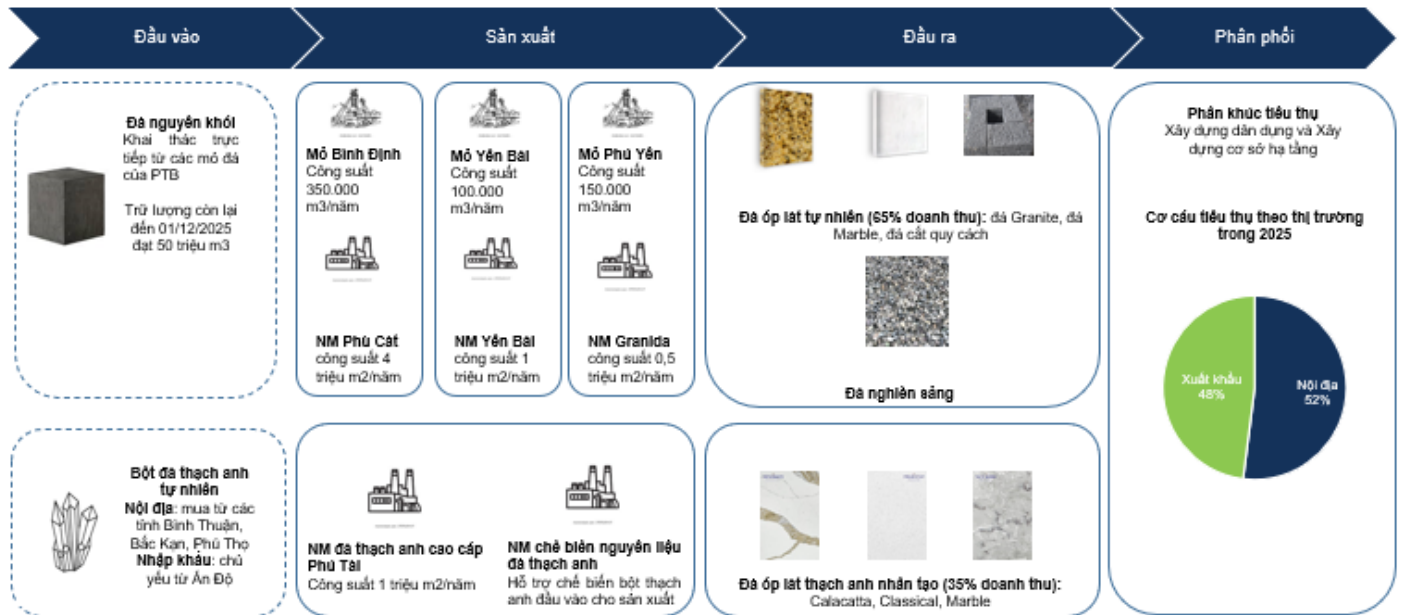 Đầu vào
Sản xuất
Đầu ra
Phân phối
Đá nguyên khối
Khai thác trực
tiếp từ các mỏ đá
của PTB
Trữ lượng còn lại
đến 01/12/2025
đạt 50 triệu m3
Mỏ Bình Định
Công suất
350.000
m3/năm
Mỏ Yên Bái
Công suất
100.000
m3/năm
Mỏ Phú Yên
Công suất
150.000
m3/năm
NM Phù Cát
công suất 4
triệu m2/năm
NM Yên Bái
công suất 1
triệu m2/năm
NM Granida
công suất 0,5
triệu m2/năm
Đá ốp lát tự nhiên (65% doanh thu): đá Granite, đá
Marble, đá cắt quy cách
Đá nghiền sàng
Phân khúc tiêu thụ
Xây dựng dân dụng và Xây
dựng cơ sở hạ tầng
Cơ cấu tiêu thụ theo thị trường
trong 2025
Xuất khẩu
48%
Nội địa
52%
Bột đá thạch anh
tự nhiên
Nội địa: mua từ các
tỉnh Bình Thuận,
Bắc Kạn, Phú Thọ
Nhập khẩu: chủ
yếu từ Ấn Độ
NM đá thạch anh cao cấp
Phú Tài
Công suất 1 triệu m2/năm
NM chế biến nguyên liệu
đá thạch anh
Hỗ trợ chế biến bột thạch
anh đầu vào cho sản xuất
Đá ốp lát thạch anh nhân tạo (35% doanh thu):
Calacatta, Classical, Marble